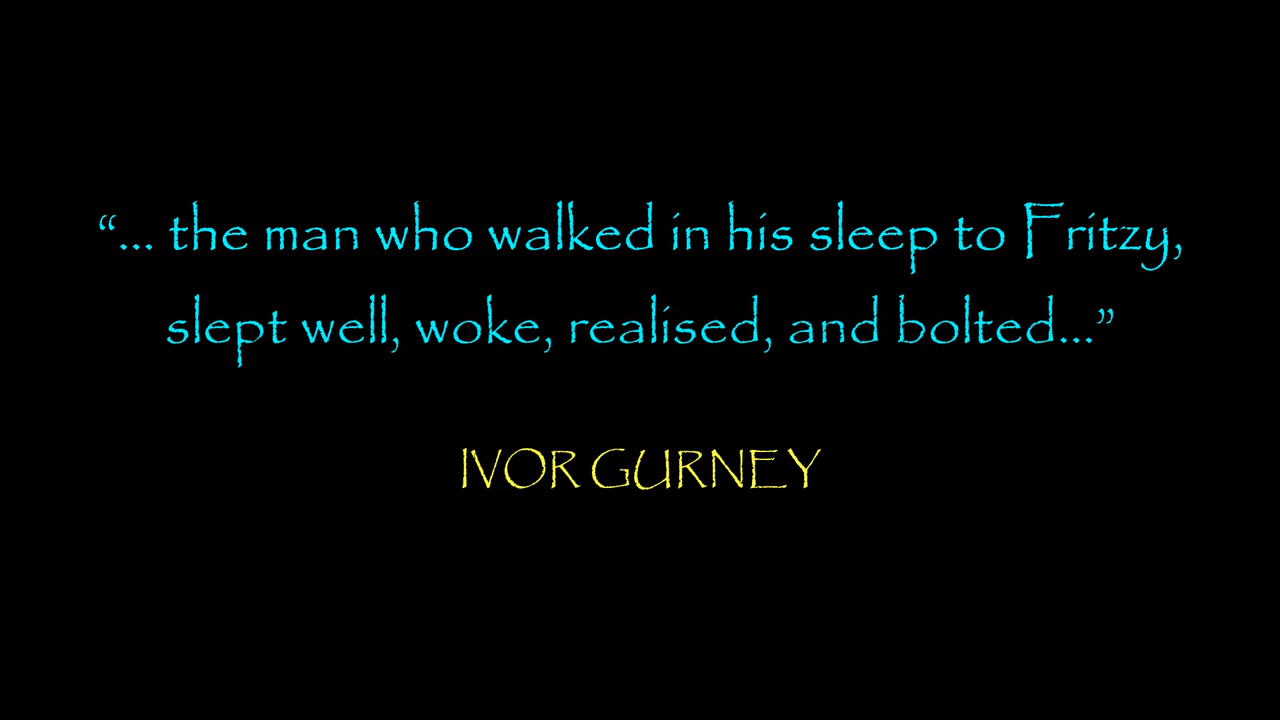 “... the man who walked in his sleep to Fritzy,
slept well, woke, realised, and bolted...”
IVOR GURNEY